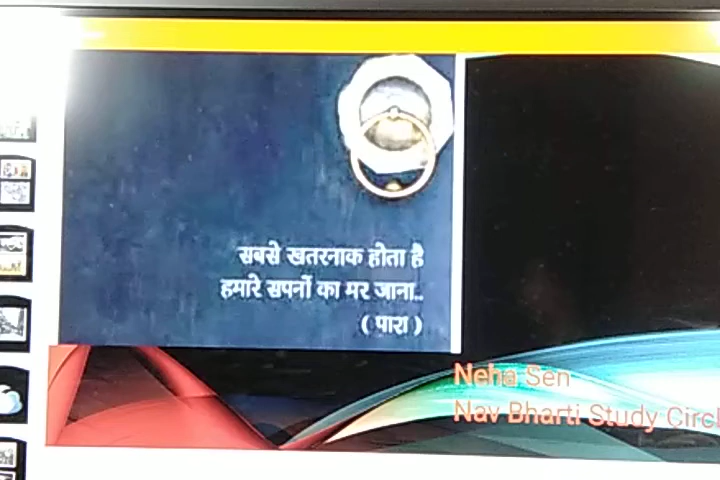 सबसे खतरनाक होता है
हमारे सपनों का मर जाना..
( पाश )
Neha Sen
Nav Bharti Study Circl